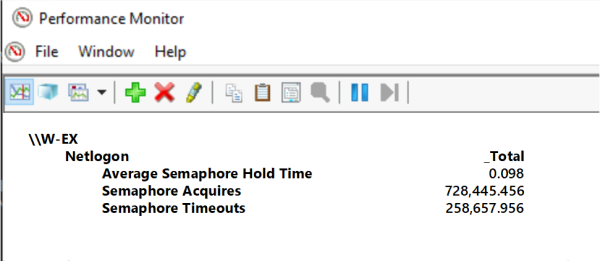 Performance Monitor
File Window Help
\\W-EX
Netlogon _Total
Average Semaphore Hold Time 0.098
Semaphore Acquires 728,445.456
Semaphore Timeouts 258,657.956